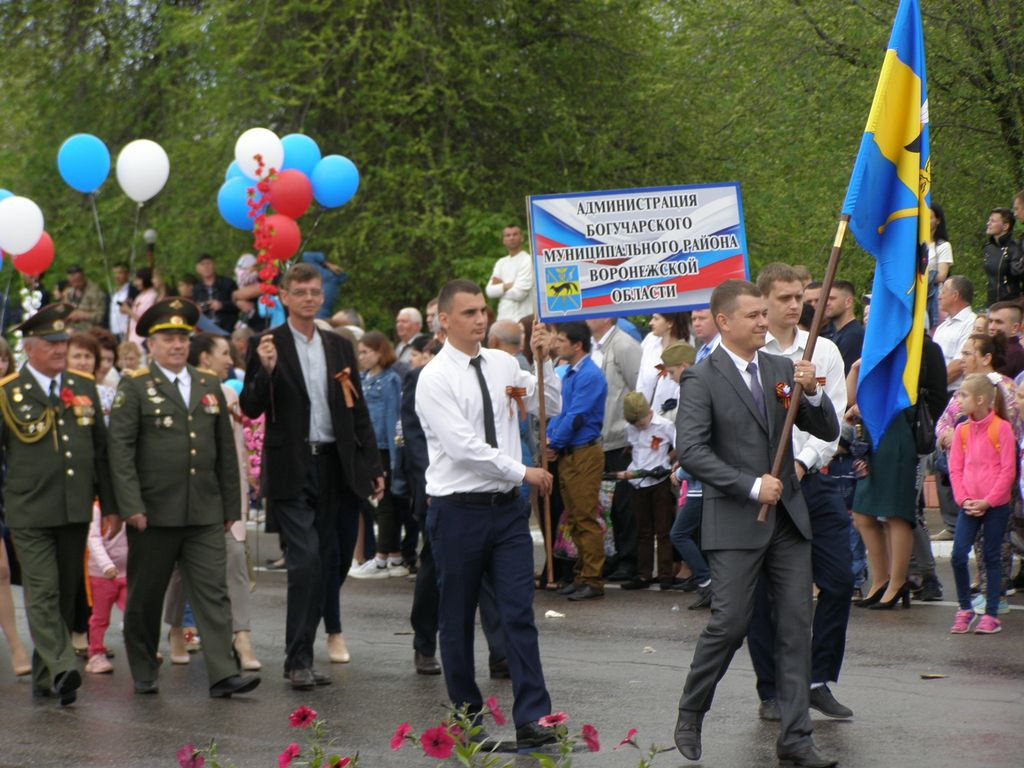 АДМИНИСТРАЦИЯ
БОГУЧАРСКОГО
МУНИЦИПАЛЬНОГО РАЙОНА
ВОРОНЕЖСКОЙ
ОБЛАСТИ